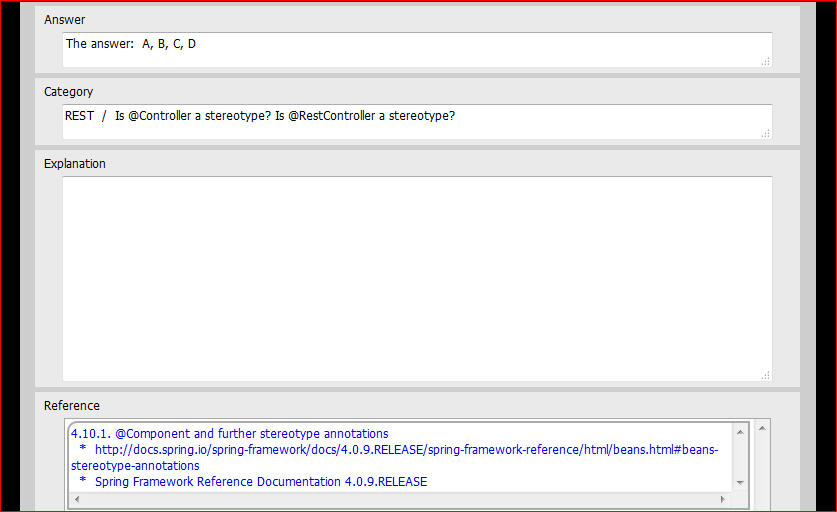 Answer
The answer:  A, B, C, D
Category
REST  /  Is @Controller a stereotype? Is @RestController a stereotype?
Explanation
Reference
4.10.1. @Component and further stereotype annotations
*  http://docs.spring.io/spring-framework/docs/4.0.9.RELEASE/spring-framework-reference/html/beans.html#beans-
stereotype-annotations
*  Spring Framework Reference Documentation 4.0.9.RELEASE